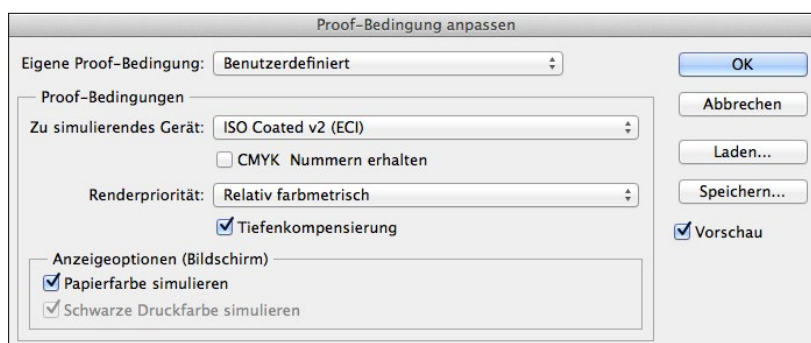 Proof-Bedingung anpassen
Eigene Proof-Bedingung: Benutzerdefiniert
OK
Proof-Bedingungen
Abbrechen
Zu simulierendes Gerät: ISO Coated v2 (ECI)
CMYK Nummern erhalten
Laden...
Renderpriorität: Relativ farbmetrisch
Speichern...
Tiefenkompensierung
Vorschau
Anzeigeoptionen (Bildschirm)
Papierfarbe simulieren
Schwarze Druckfarbe simulieren